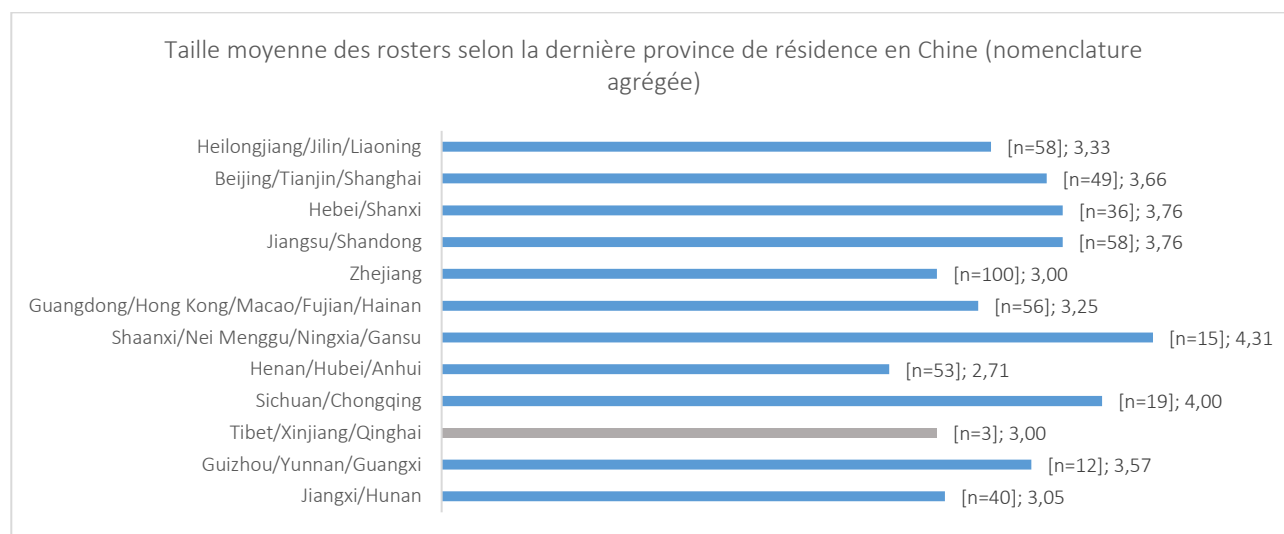 Taille moyenne des rosters selon la dernière province de résidence en Chine (nomenclature
agrégée)
Heilongjiang/Jilin/Liaoning [n=58]; 3,33
Beijing/Tianjin/Shanghai [n=49]; 3,66
Hebei/Shanxi [n=36]; 3,76
Jiangsu/Shandong [n=58]; 3,76
Zhejiang [n=100]; 3,00
Guangdong/Hong Kong/Macao/Fujian/Hainan [n=56]; 3,25
Shaanxi/Nei Menggu/Ningxia/Gansu [n=15]; 4,31
Henan/Hubei/Anhui [n=53]; 2,71
Sichuan/Chongqing [n=19]; 4,00
Tibet/Xinjiang/Qinghai [n=3]; 3,00
Guizhou/Yunnan/Guangxi [n=12]; 3,57
Jiangxi/Hunan [n=40]; 3,05